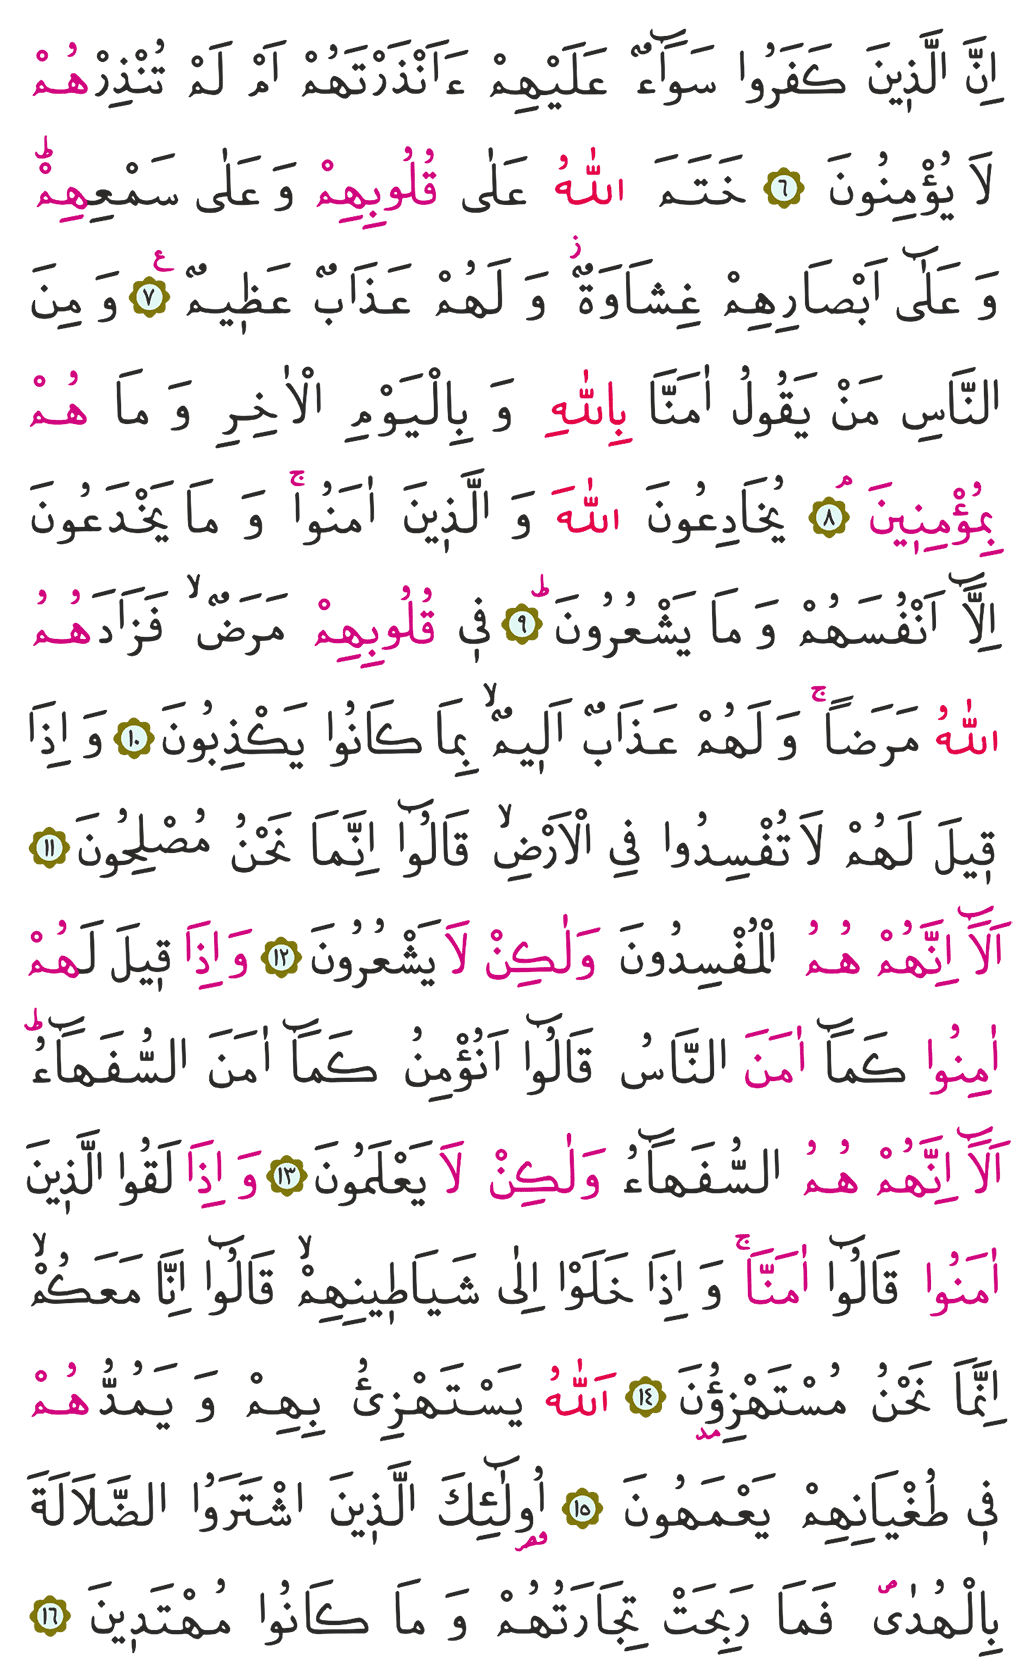 اِنَّ الَّذٖينَ كَفَرُوا سَوَٓاءٌ عَلَيْهِمْ ءَاَنْذَرْتَهُمْ اَمْ لَمْ تُنْذِرْهُمْ
لَا يُؤْمِنُونَ ﴿٦﴾ خَتَمَ اللّٰهُ عَلٰى قُلُوبِهِمْ وَ عَلٰى سَمْعِهِمْؕ
وَ عَلٰٓى اَبْصَارِهِمْ غِشَاوَةٌؗ وَ لَهُمْ عَذَابٌ عَظٖيمٌ ع ﴿٧﴾ وَ مِنَ
النَّاسِ مَنْ يَقُولُ اٰمَنَّا بِاللّٰهِ وَ بِالْيَوْمِ الْاٰخِرِ وَ مَا هُمْ
بِمُؤْمِنٖينَۘ ﴿٨﴾ يُخَادِعُونَ اللّٰهَ وَ الَّذٖينَ اٰمَنُواۚ وَ مَا يَخْدَعُونَ
اِلَّٓا اَنْفُسَهُمْ وَ مَا يَشْعُرُونَؕ ﴿٩﴾ فٖي قُلُوبِهِمْ مَرَضٌۙ فَزَادَهُمُ
اللّٰهُ مَرَضاًۚ وَ لَهُمْ عَذَابٌ اَلٖيمٌۙ بِمَا كَانُوا يَكْذِبُونَ ﴿١٠﴾ وَ اِذَا
قٖيلَ لَهُمْ لَا تُفْسِدُوا فِي الْاَرْضِۙ قَالُٓوا اِنَّمَا نَحْنُ مُصْلِحُونَ ﴿١١﴾
اَلَٓا اِنَّهُمْ هُمُ الْمُفْسِدُونَ وَلٰكِنْ لَا يَشْعُرُونَ ﴿١٢﴾ وَ اِذَا قٖيلَ لَهُمْ
اٰمِنُوا كَمَٓا اٰمَنَ النَّاسُ قَالُٓوا اَنُؤْمِنُ كَمَٓا اٰمَنَ السُّفَهَٓاءُؕ
اَلَٓا اِنَّهُمْ هُمُ السُّفَهَٓاءُ وَلٰكِنْ لَا يَعْلَمُونَ ﴿١٣﴾ وَ اِذَا لَقُوا الَّذٖينَ
اٰمَنُوا قَالُٓوا اٰمَنَّاۚ وَ اِذَا خَلَوْا اِلٰى شَيَاطٖينِهِمْۙ قَالُٓوا اِنَّا مَعَكُمْۙ
اِنَّمَا نَحْنُ مُسْتَهْزِؤُ۫نَ مد ﴿١٤﴾ اَللّٰهُ يَسْتَهْزِئُ بِهِمْ وَ يَمُدُّهُمْ
فٖي طُغْيَانِهِمْ يَعْمَهُونَ ﴿١٥﴾ اُو۬لٰٓئِكَ قصر الَّذٖينَ اشْتَرَوُا الضَّلَالَةَ
بِالْهُدٰىࣕ فَمَا رَبِحَتْ تِجَارَتُهُمْ وَ مَا كَانُوا مُهْتَدٖينَ ﴿١٦﴾